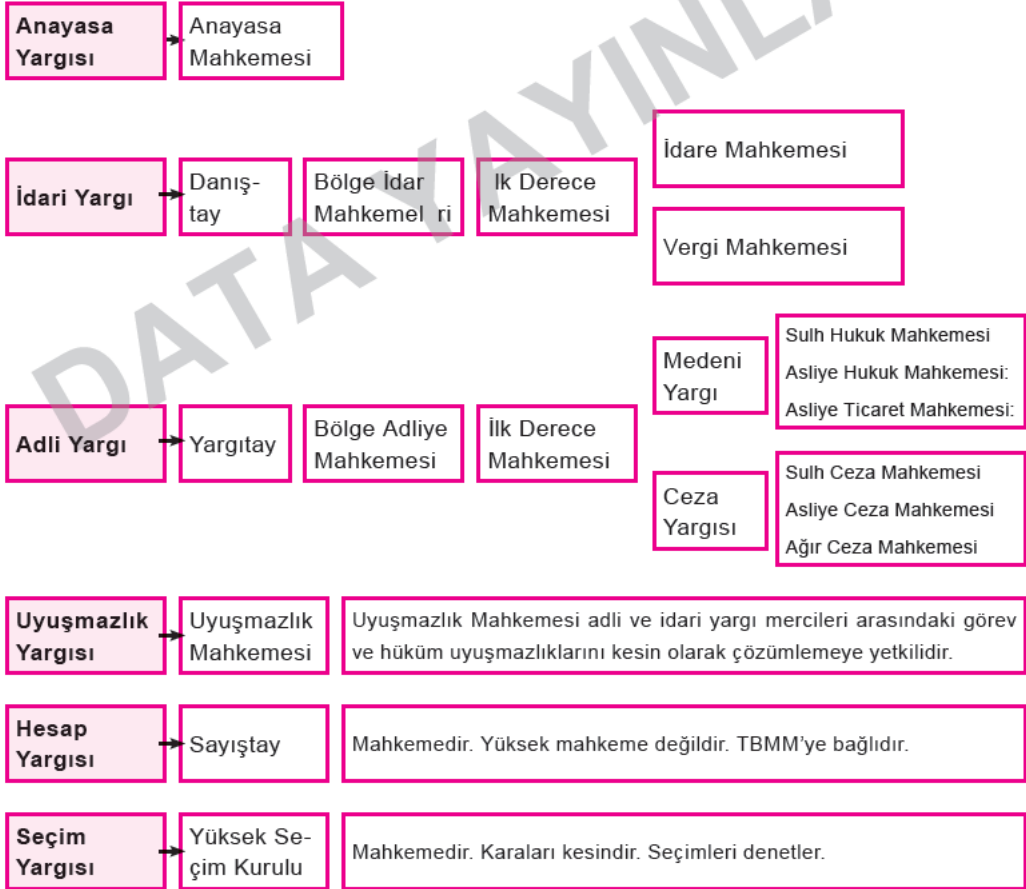 Anayasa
Yargısı
Anayasa
Mahkemesi
İdari Yargı
Danış-
tay
Bölge İdar
Mahkemel ri
lk Derece
Mahkemesi
İdare Mahkemesi
Vergi Mahkemesi
Adli Yargı
Yargıtay
Bölge Adliye
Mahkemesi
İlk Derece
Mahkemesi
Medeni
Yargı
Sulh Hukuk Mahkemesi
Asliye Hukuk Mahkemesi:
Asliye Ticaret Mahkemesi:
Ceza
Yargısı
Sulh Ceza Mahkemesi
Asliye Ceza Mahkemesi
Ağır Ceza Mahkemesi
Uyuşmazlık
Yargısı
Uyuşmazlık
Mahkemesi
Uyuşmazlık Mahkemesi adli ve idari yargı mercileri arasındaki görev
ve hüküm uyuşmazlıklarını kesin olarak çözümlemeye yetkilidir.
Hesap
Yargısı
Sayıştay
Mahkemedir. Yüksek mahkeme değildir. TBMM'ye bağlıdır.
Seçim
Yargısı
Yüksek Se-
çim Kurulu
Mahkemedir. Karaları kesindir. Seçimleri denetler.
DATA YAYINLA